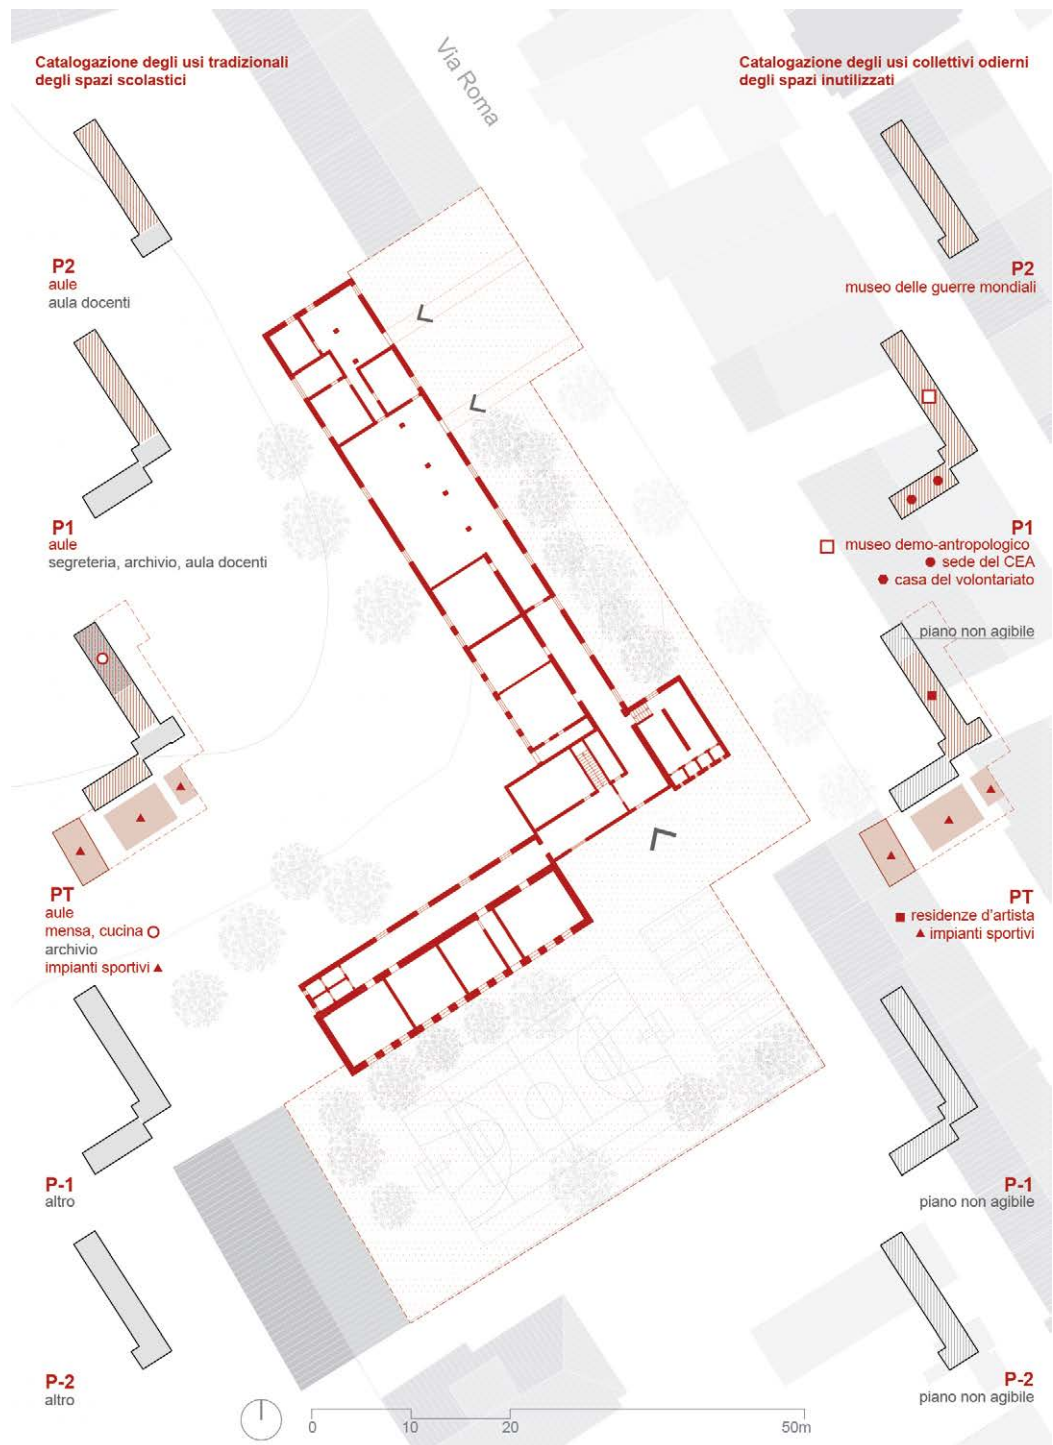 Catalogazione degli usi tradizionali
degli spazi scolastici
P2
aule
aula docenti
P1
aule
segreteria, archivio, aula docenti
PT
aule
mensa, cucina
archivio
impianti sportivi
P-1
altro
P-2
altro
Via Roma
Catalogazione degli usi collettivi odierni
degli spazi inutilizzati
P2
museo delle guerre mondiali
P1
museo demo-antropologico
sede del CEA
casa del volontariato
piano non agibile
PT
residenze d'artista
impianti sportivi
P-1
piano non agibile
P-2
piano non agibile
0 10 20 50m